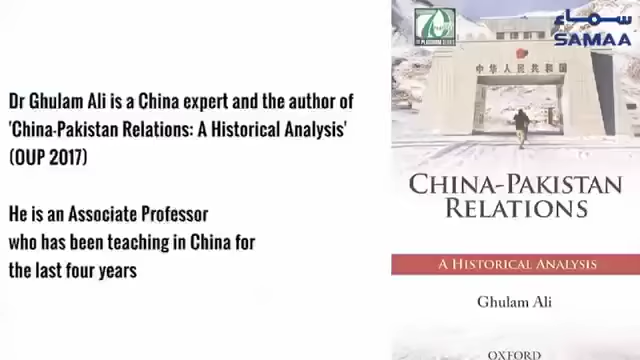 Dr Ghulam Ali is a China expert and the author of
'China-Pakistan Relations: A Historical Analysis'
(OUP 2017)
He is an Associate Professor
who has been teaching in China for
the last four years
سماء
SAMAA
中华人民共和国
CHINA-PAKISTAN
RELATIONS
A HISTORICAL ANALYSIS
Ghulam Ali
OXFORD